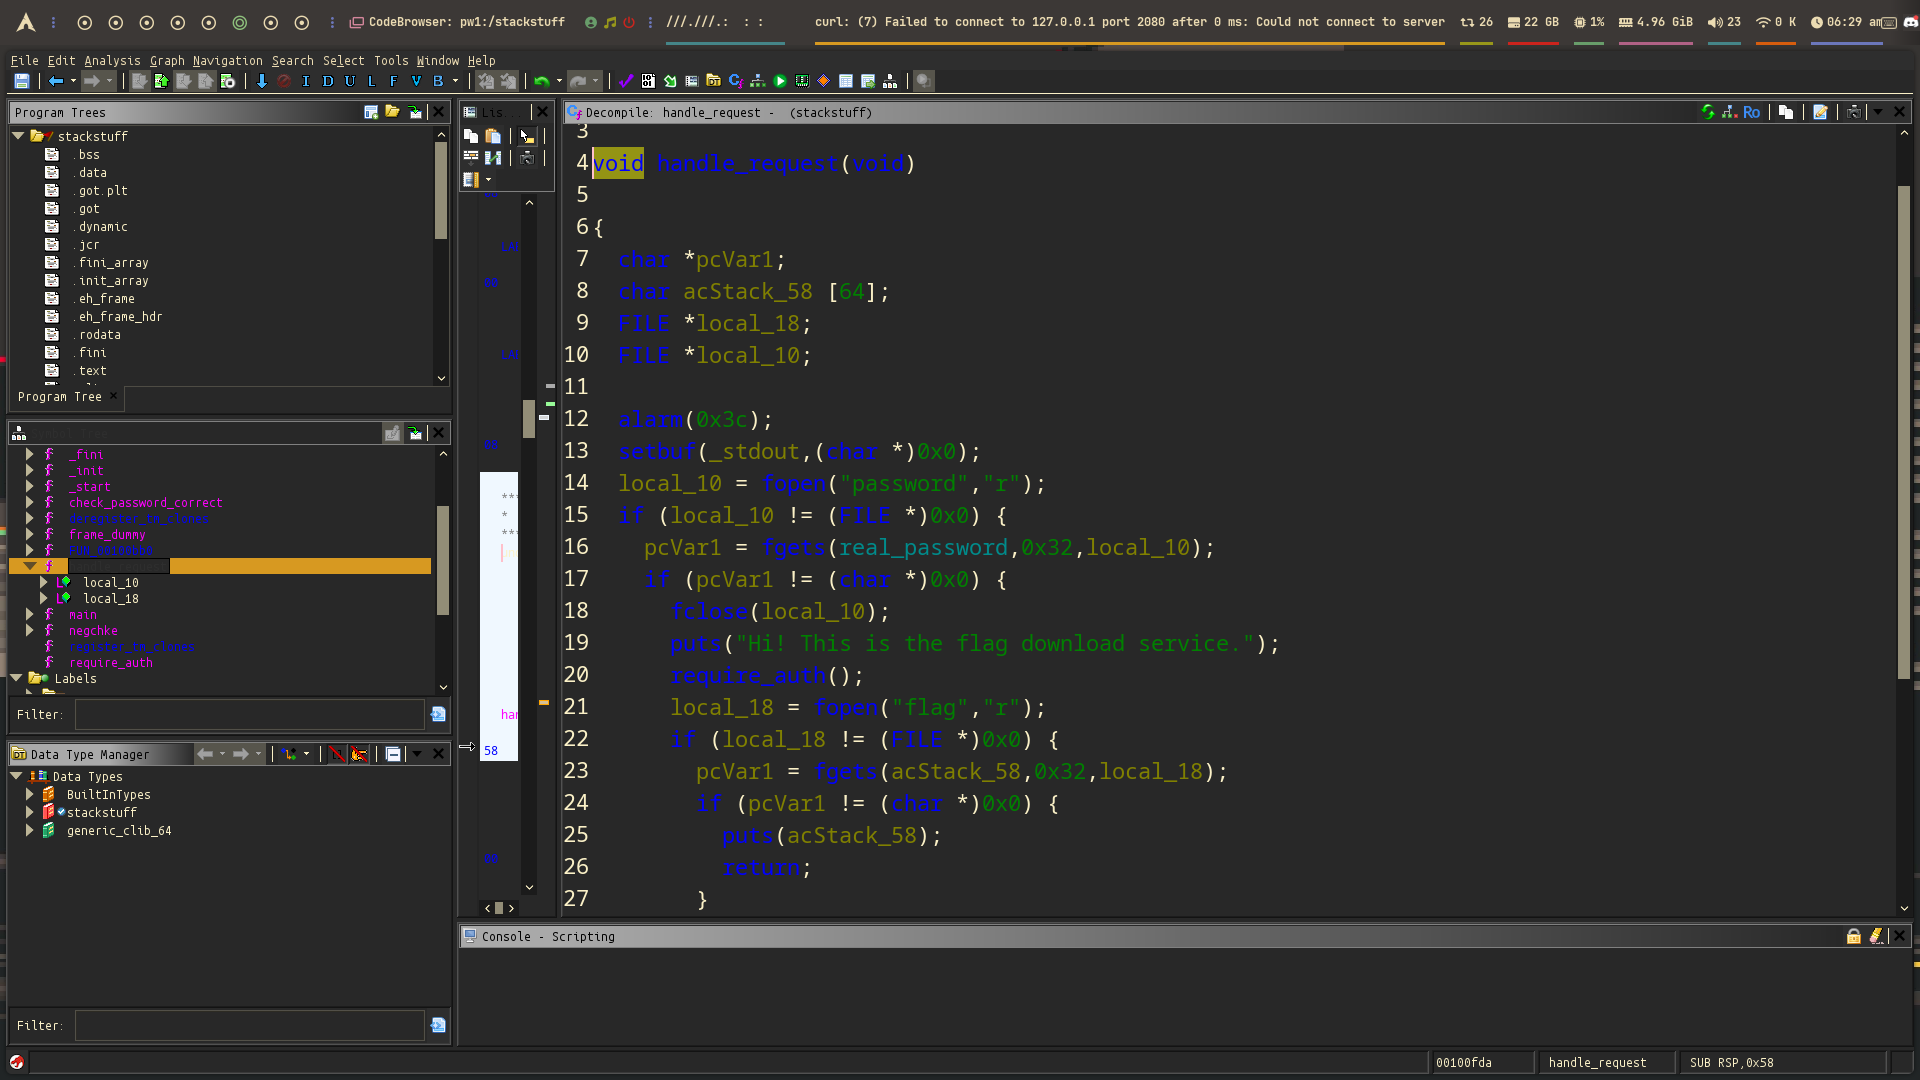 CodeBrowser: pw1:/stackstuff
///.///.: : :
curl: (7) Failed to connect to 127.0.0.1 port 2080 after 0 ms: Could not connect to server
26
22 GB
1%
4.96 GiB
23
0 K
06:29 am
File Edit Analysis Graph Navigation Search Select Tools Window Help
I D U L F V B
Program Trees
stackstuff
.bss
.data
.got.plt
.got
.dynamic
.jcr
.fini_array
.init_array
.eh_frame
.eh_frame_hdr
.rodata
.fini
.text
Program Tree
_fini
_init
_start
check_password_correct
deregister_tm_clones
frame_dummy
local_10
local_18
main
negchke
register_tm_clones
require_auth
Labels
Filter:
Data Type Manager
Data Types
BuiltInTypes
stackstuff
generic_clib_64
Filter:
Lis
LAB
20
LAB
20
***
*
***
han
58
20
Decompile: handle_request - (stackstuff)
Ro
3
4 void handle_request(void)
5
6 {
7 char *pcVar1;
8 char acStack_58 [64];
9 FILE *local_18;
10 FILE *local_10;
11
12 alarm(0x3c);
13 setbuf(_stdout,(char *)0x0);
14 local_10 = fopen("password","r");
15 if (local_10 != (FILE *)0x0) {
16 pcVar1 = fgets(real_password,0x32,local_10);
17 if (pcVar1 != (char *)0x0) {
18 fclose(local_10);
19 puts("Hi! This is the flag download service.");
20 require_auth();
21 local_18 = fopen("flag","r");
22 if (local_18 != (FILE *)0x0) {
23 pcVar1 = fgets(acStack_58,0x32,local_18);
24 if (pcVar1 != (char *)0x0) {
25 puts(acStack_58);
26 return;
27 }
Console - Scripting
00100fda
handle_request
SUB RSP,0x58